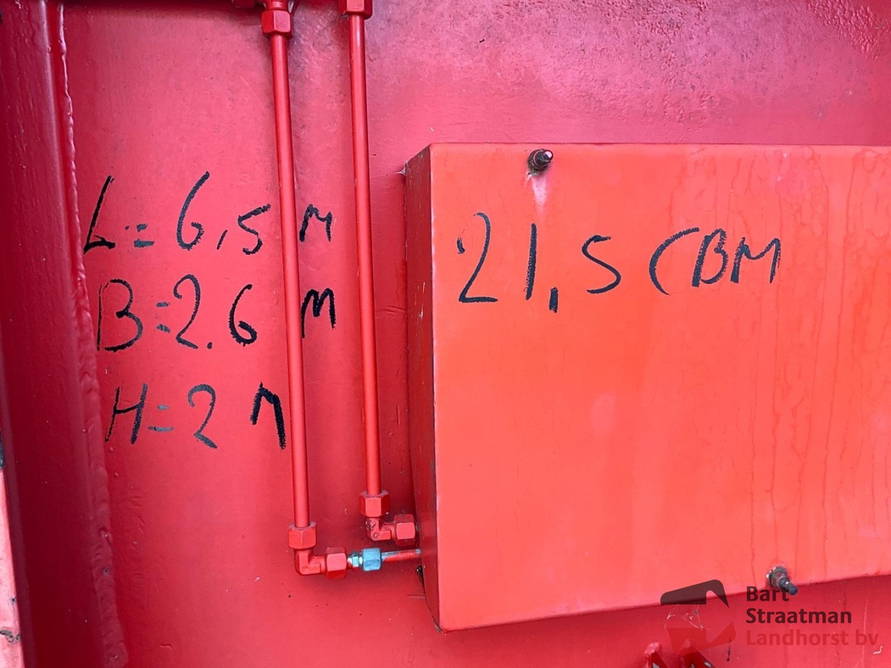 L=6,5 M
B=2.6 M
H=2 M
21,5 CBM
Bart
Straatman
Landhorst bv